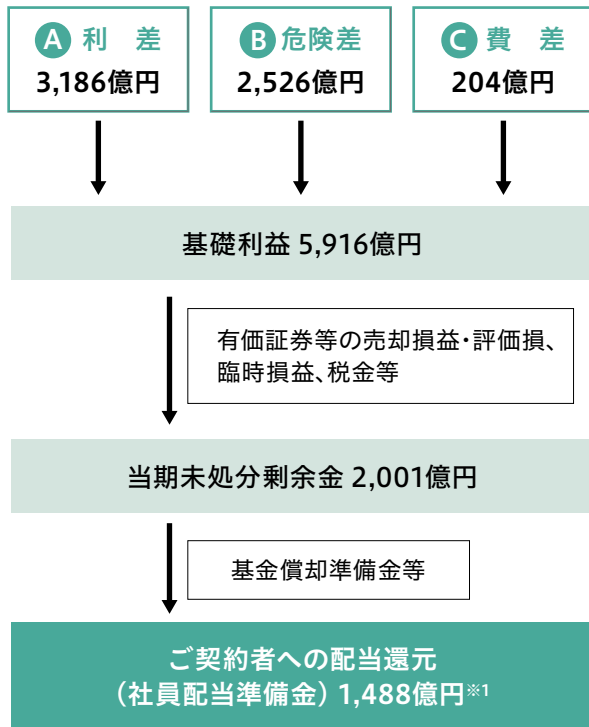 A 利 差
3,186億円
B 危険差
2,526億円
C 費 差
204億円
基礎利益 5,916億円
有価証券等の売却損益・評価損、
臨時損益、税金等
当期未処分剰余金 2,001億円
基金償却準備金等
ご契約者への配当還元
（社員配当準備金）1,488億円※1